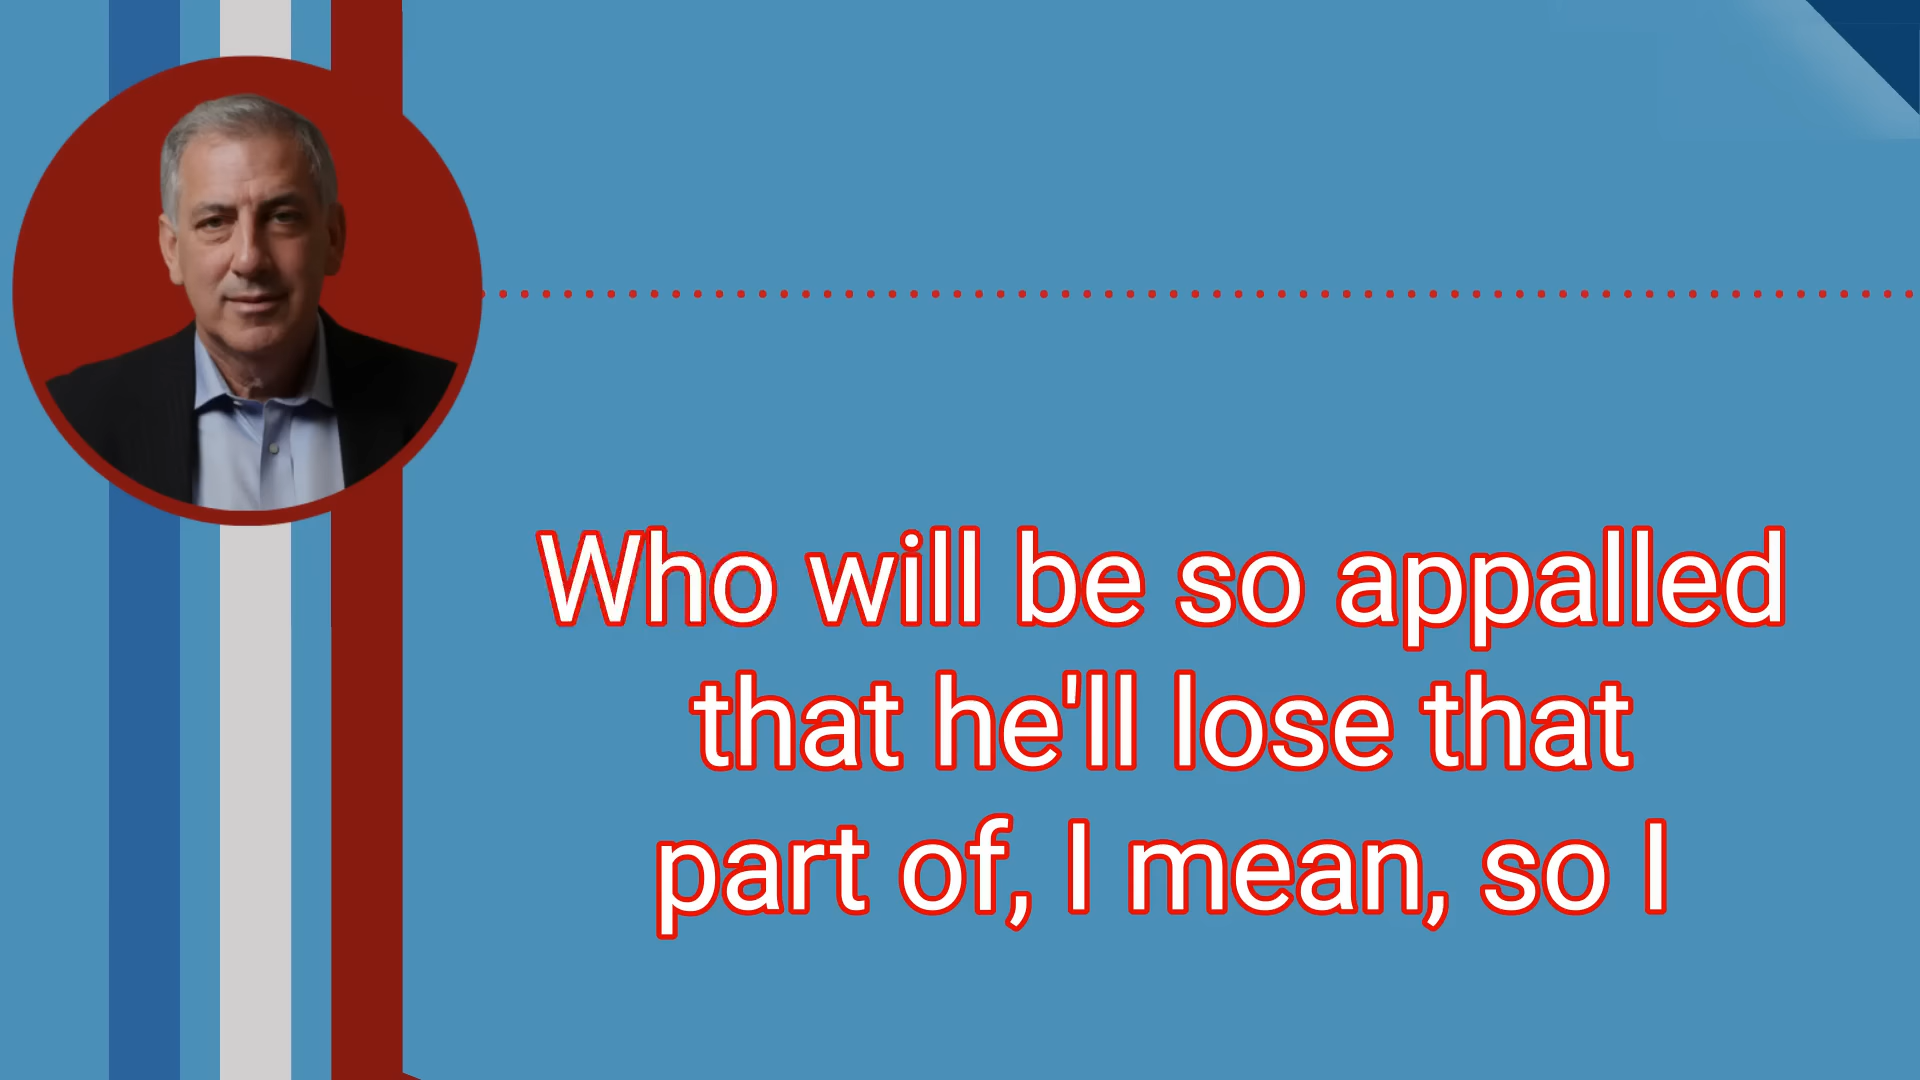 Who will be so appalled
that he'll lose that
part of, I mean, so I